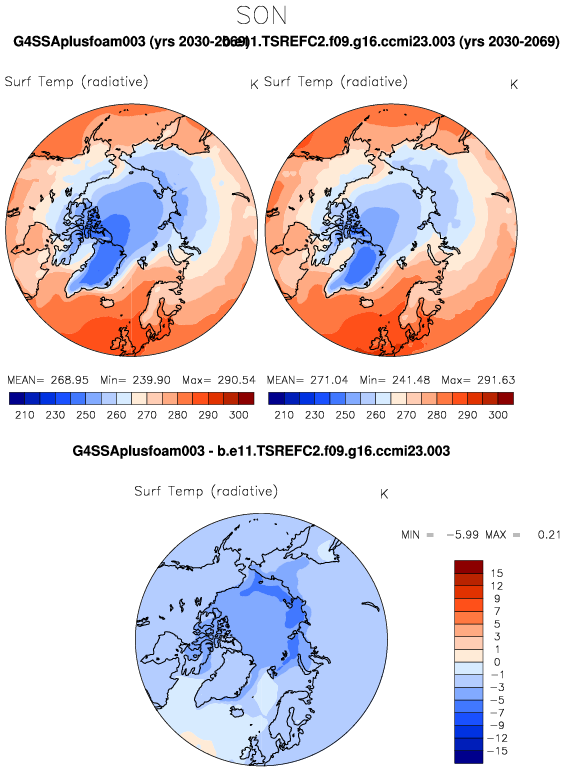 SON
G4SSAplusfoam003 (yrs 2030-2069) b.e11.TSREFC2.f09.g16.ccmi23.003 (yrs 2030-2069)
Surf Temp (radiative) K Surf Temp (radiative) K
MEAN= 268.95 Min= 239.90 Max= 290.54 MEAN= 271.04 Min= 241.48 Max= 291.63
210 230 250 260 270 280 290 300 210 230 250 260 270 280 290 300
G4SSAplusfoam003 - b.e11.TSREFC2.f09.g16.ccmi23.003
Surf Temp (radiative) K
MIN = -5.99 MAX = 0.21
15
12
9
7
5
3
1
0
-1
-3
-5
-7
-9
-12
-15